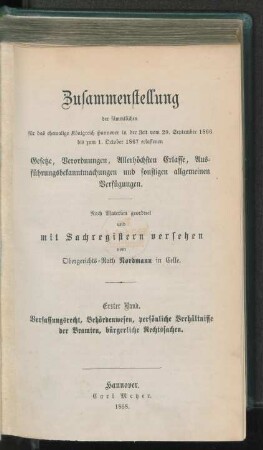 Zusammenstellung
der sämmtlichen
für das ehemalige Königreich Hannover in der Zeit vom 20. September 1866
bis zum 1. October 1867 erlassenen
Gesetze, Verordnungen, Allerhöchsten Erlasse, Aus-
führungsbekanntmachungen und sonstigen allgemeinen
Verfügungen.
Nach Materien geordnet
und
mit Sachregistern versehen
vom
Obergerichts-Rath Nordmann in Celle.
Erster Band.
Verfassungsrecht, Behördenwesen, persönliche Verhältnisse
der Beamten, bürgerliche Rechtssachen.
Hannover.
Carl Meyer.
1868.